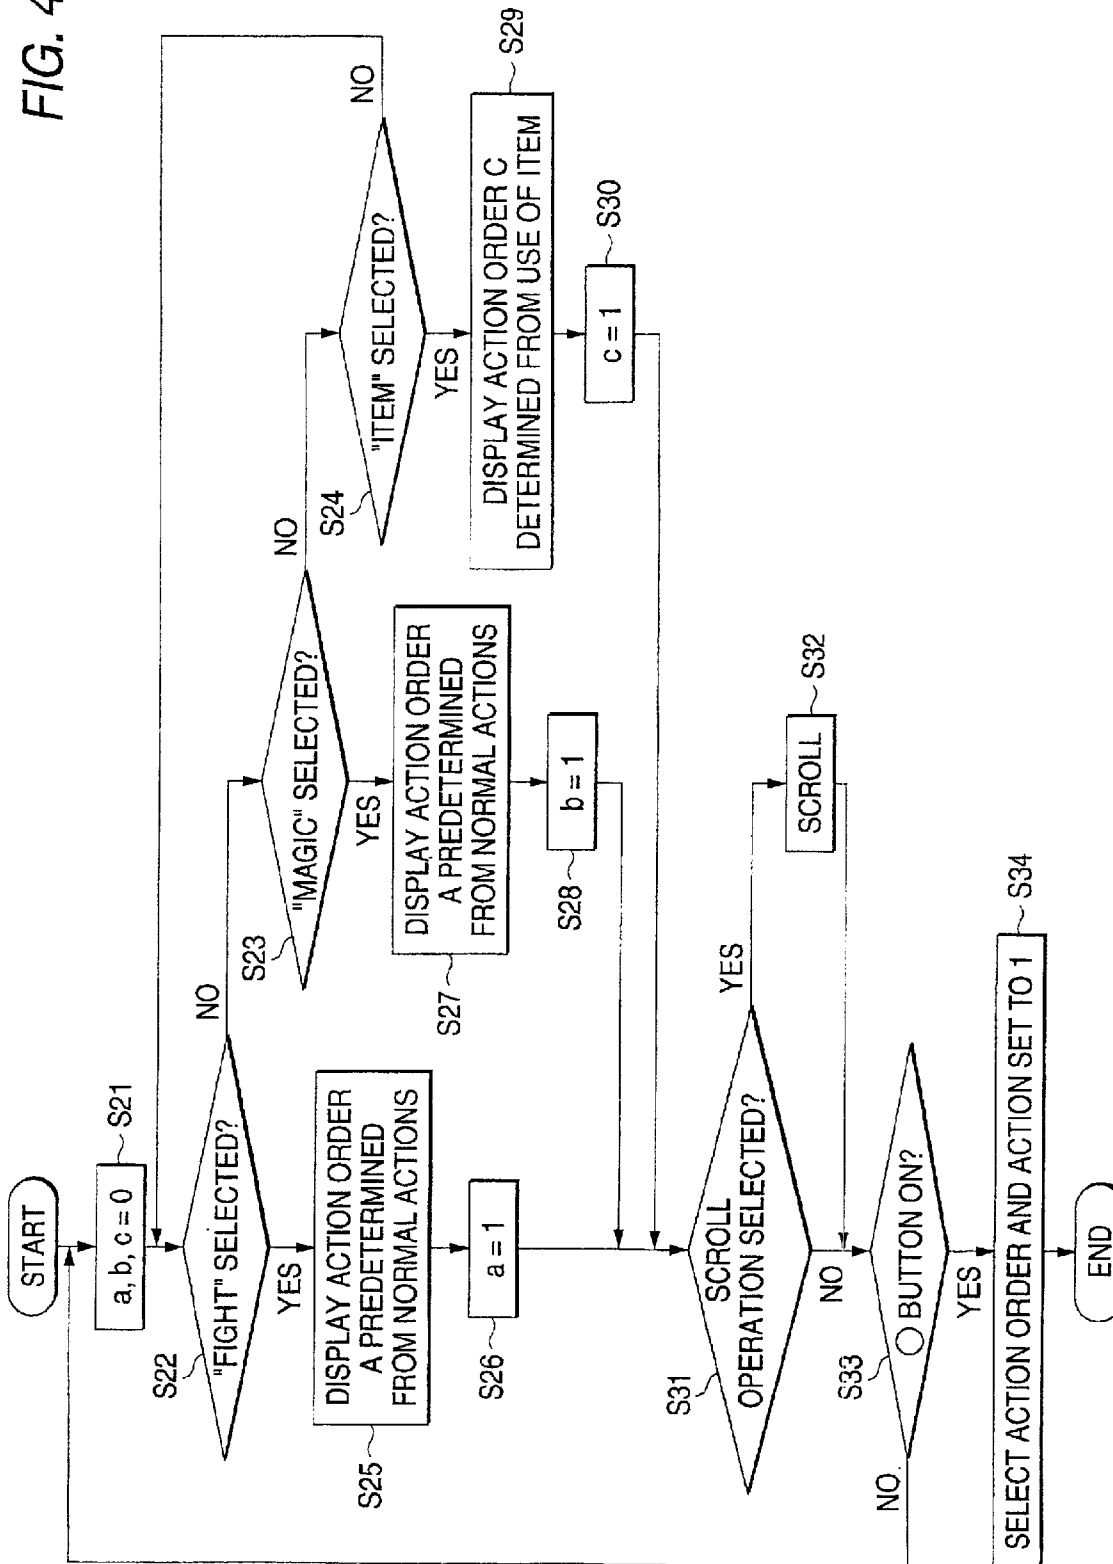 FIG. 4
START
a, b, c = 0
S21
"FIGHT" SELECTED?
S22
NO
YES
DISPLAY ACTION ORDER
A PREDETERMINED
FROM NORMAL ACTIONS
S25
a = 1
S26
"MAGIC" SELECTED?
S23
NO
YES
DISPLAY ACTION ORDER
A PREDETERMINED
FROM NORMAL ACTIONS
S27
b = 1
S28
"ITEM" SELECTED?
S24
NO
YES
DISPLAY ACTION ORDER C
DETERMINED FROM USE OF ITEM
S29
c = 1
S30
SCROLL
OPERATION SELECTED?
S31
YES
NO
SCROLL
S32
BUTTON ON?
S33
NO
YES
SELECT ACTION ORDER AND ACTION SET TO 1
S34
END